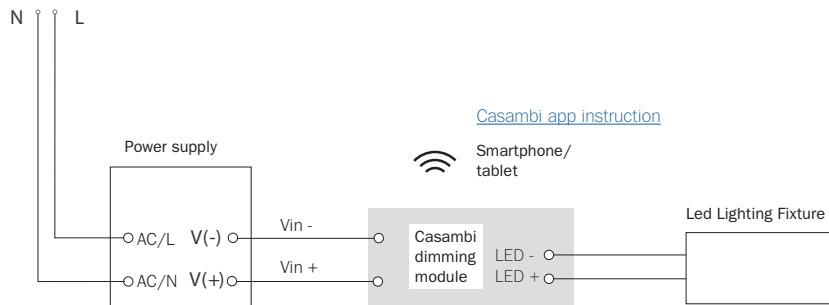 N L
Casambi app instruction
Power supply
Smartphone/
tablet
Led Lighting Fixture
AC/L V(-) Vin -
Casambi
dimming
module
LED -
LED +
AC/N V(+) Vin +